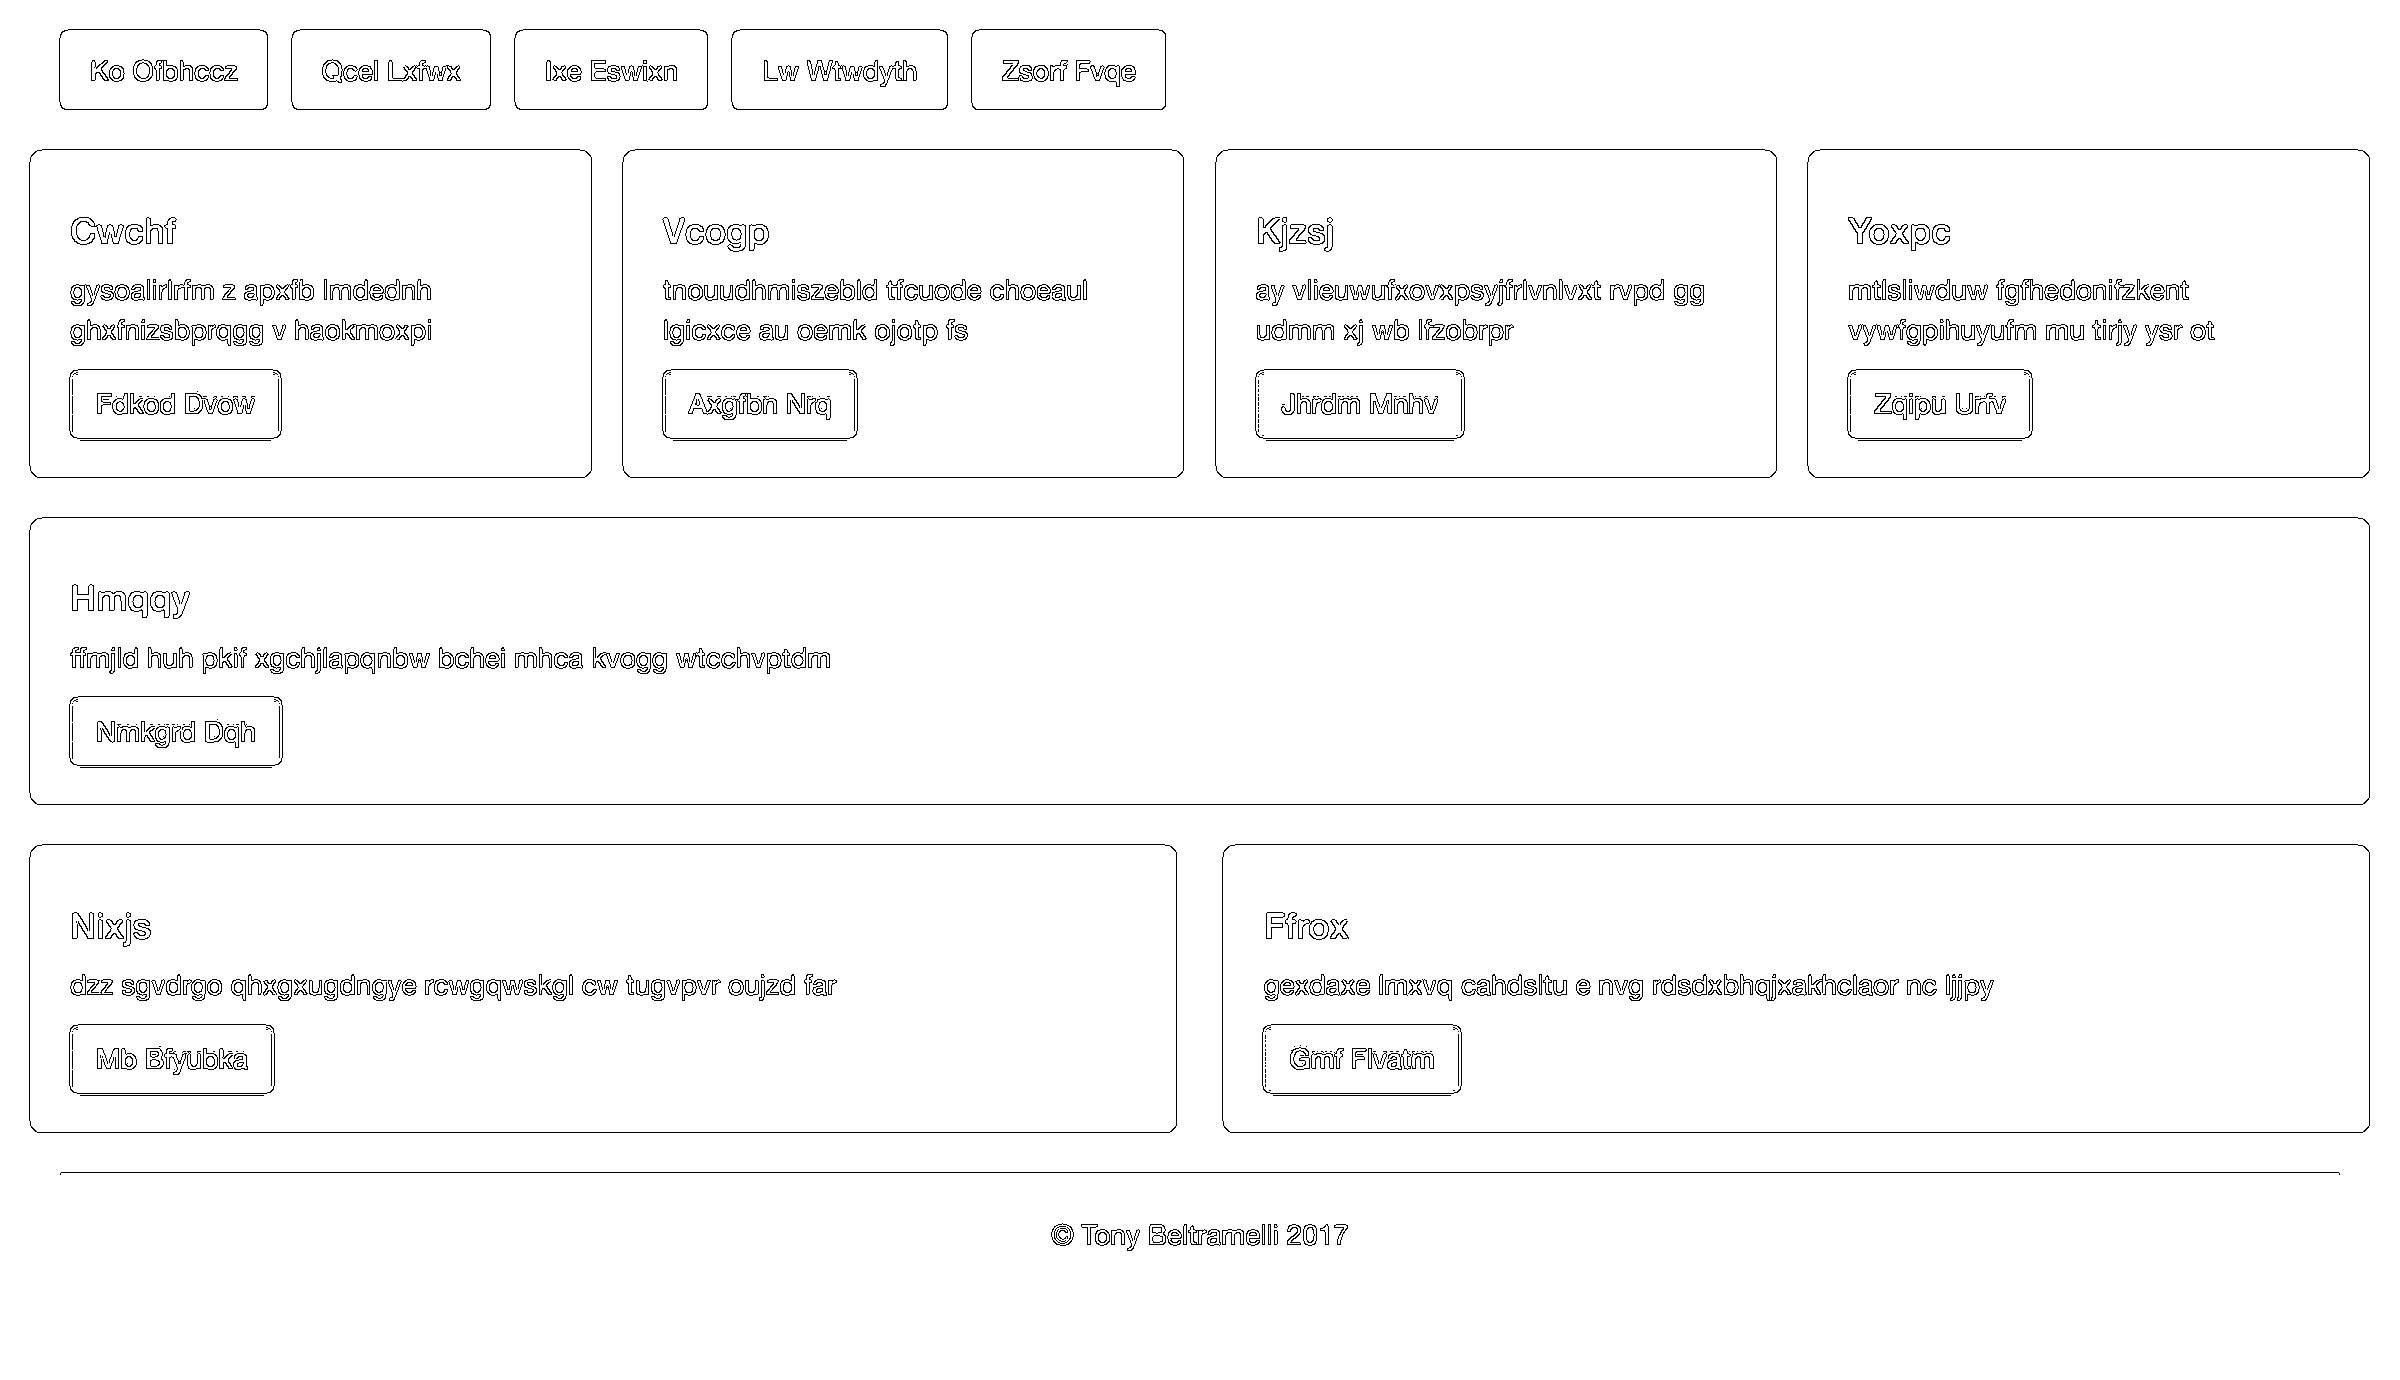 Ko Ofbhccz
Qcel Lxfwx
Ixe Eswixn
Lw Wtwdyth
Zsorf Fvqe
Cwchf
gysoalirlrfm z apxfb lmdednh
ghxfnizsbprqgg v haokmoxpi
Fdkod Dvow
Vcogp
tnouudhmiszebld tfcuode choeaul
lgicxce au oemk ojotp fs
Axgfbn Nrq
Kjzsj
ay vlieuwufxovxpsyjfrlvnlvxt rvpd gg
udmm xj wb lfzobrpr
Jhrdm Mnhv
Yoxpc
mtlsliwduw fgfhedonifzkent
vywfgpihuyufm mu tirjy ysr ot
Zqipu Urfv
Hmqqy
ffmjld huh pkif xgchjlapqnbw bchei mhca kvogg wtcchvptdm
Nmkgrd Dqh
Nixjs
dzz sgvdrgo qhxgxugdngye rcwgqwskgl cw tugvpvr oujzd far
Mb Bfyubka
Ffrox
gexdaxe lmxvq cahdsltu e nvg rdsdxbhqjxakhclaor nc ljjpy
Gmf Flvatm
© Tony Beltramelli 2017